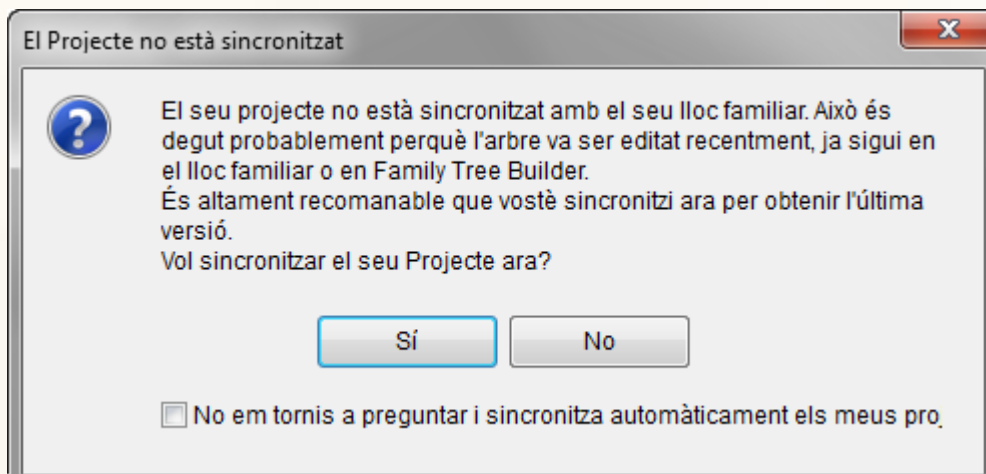 El Projecte no està sincronitzat
El seu projecte no està sincronitzat amb el seu lloc familiar. Això és
degut probablement perquè l'arbre va ser editat recentment, ja sigui en
el lloc familiar o en Family Tree Builder.
És altament recomanable que vostè sincronitzi ara per obtenir l'última
versió.
Vol sincronitzar el seu Projecte ara?
Sí No
No em tornis a preguntar i sincronitza automàticament els meus